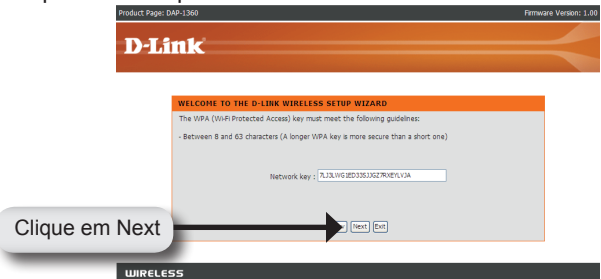 Product Page: DAP-1360 Firmware Version: 1.00
D-Link
WELCOME TO THE D-LINK WIRELESS SETUP WIZARD
The WPA (Wi-Fi Protected Access) key must meet the following guidelines:
- Between 8 and 63 characters (A longer WPA key is more secure than a short one)
Network key :
Clique em Next
Next Exit
WIRELESS